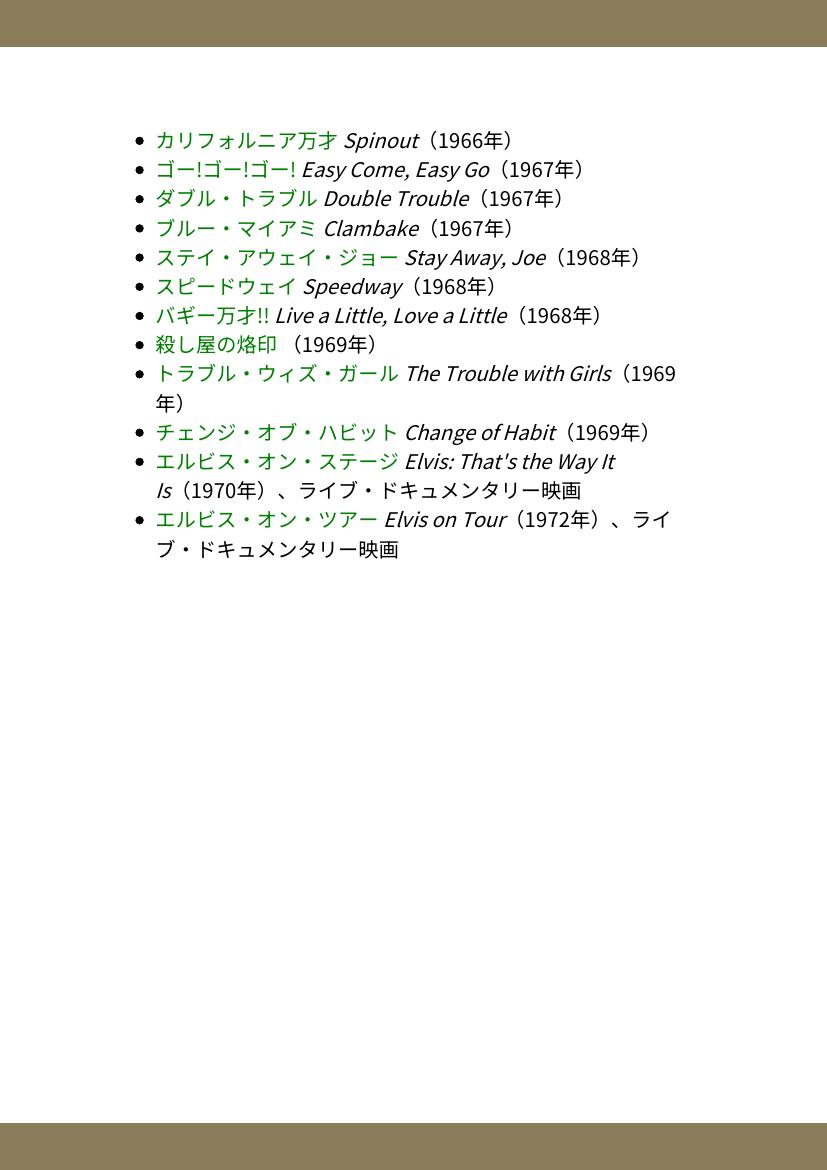 カリフォルニア万才 Spinout（1966年）
ゴー!ゴー!ゴー! Easy Come, Easy Go（1967年）
ダブル・トラブル Double Trouble（1967年）
ブルー・マイアミ Clambake（1967年）
ステイ・アウェイ・ジョー Stay Away, Joe（1968年）
スピードウェイ Speedway（1968年）
バギー万才!! Live a Little, Love a Little（1968年）
殺し屋の烙印 （1969年）
トラブル・ウィズ・ガール The Trouble with Girls（1969
年）
チェンジ・オブ・ハビット Change of Habit（1969年）
エルビス・オン・ステージ Elvis: That's the Way It
Is（1970年）、ライブ・ドキュメンタリー映画
エルビス・オン・ツアー Elvis on Tour（1972年）、ライ
ブ・ドキュメンタリー映画